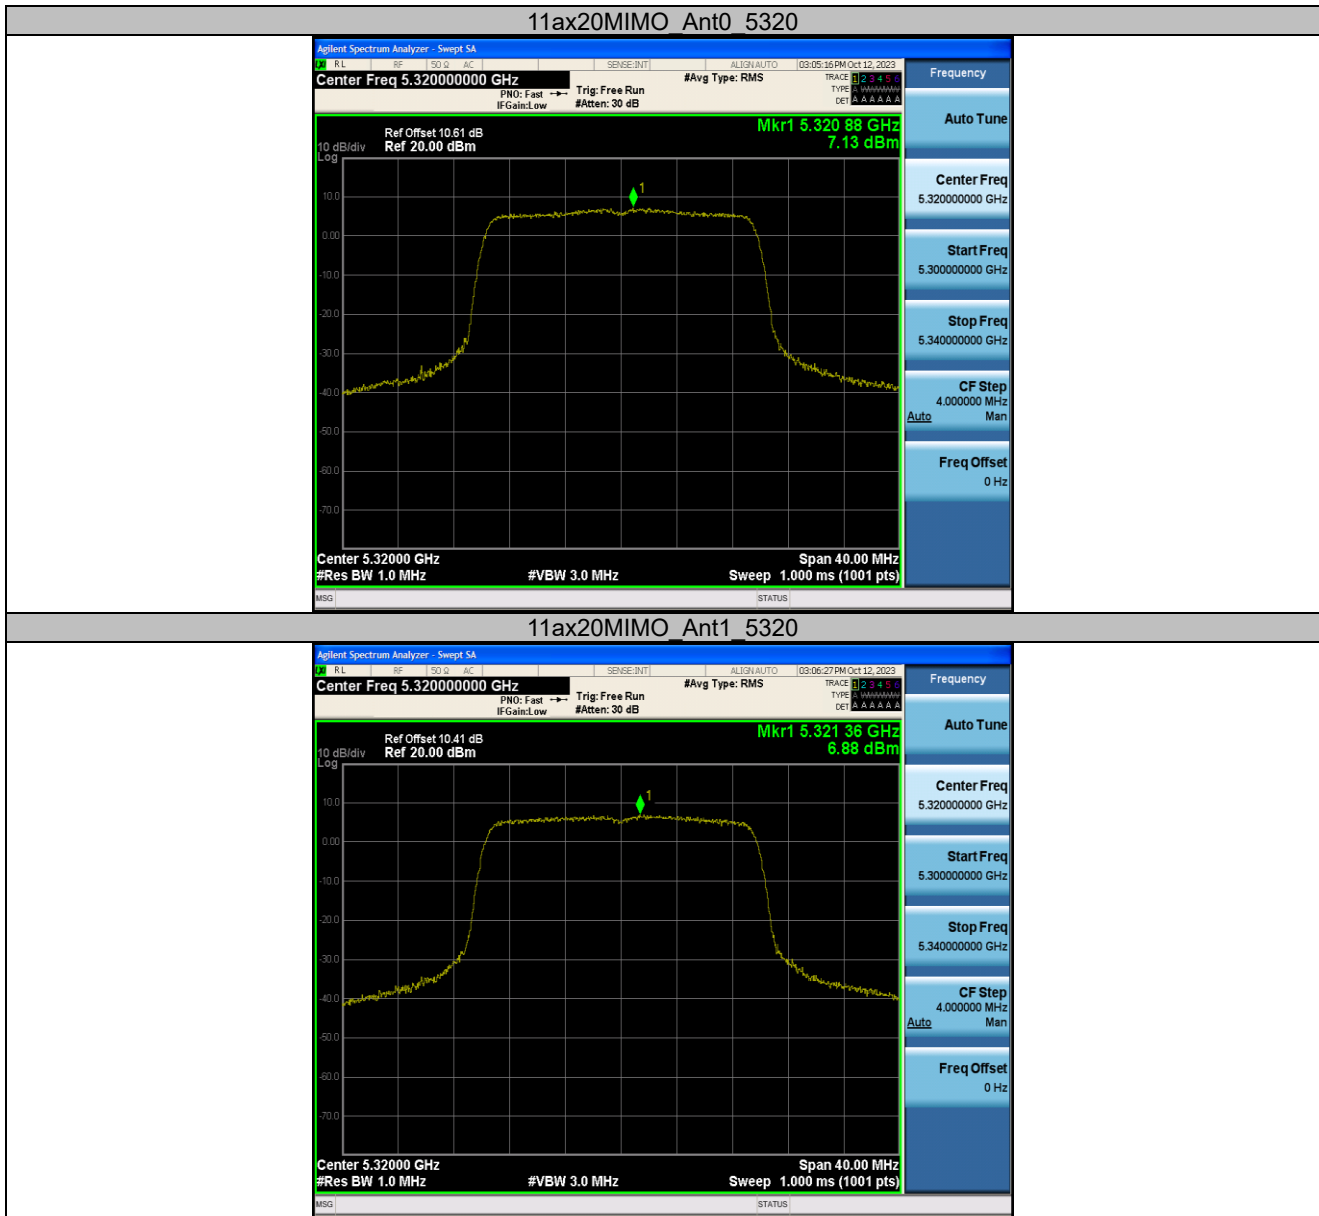 11ax20MIMO_Ant0_5320
Agilent Spectrum Analyzer - Swept SA
RL RF 50 Ω AC SENSE:INT ALIGN AUTO 03:05:16 PM Oct 12, 2023
Center Freq 5.320000000 GHz
#Avg Type: RMS
TRACE 1 2 3 4 5 6
PNO: Fast
Trig: Free Run
TYPE
IFGain:Low
#Atten: 30 dB
DET A A A A A A
Mkr1 5.320 88 GHz
7.13 dBm
Ref Offset 10.61 dB
10 dB/div Ref 20.00 dBm
Log
1
10.0
0.00
-10.0
-20.0
-30.0
-40.0
-50.0
-60.0
-70.0
Center 5.32000 GHz Span 40.00 MHz
#Res BW 1.0 MHz #VBW 3.0 MHz Sweep 1.000 ms (1001 pts)
MSG STATUS
Frequency
Auto Tune
Center Freq
5.320000000 GHz
Start Freq
5.300000000 GHz
Stop Freq
5.340000000 GHz
CF Step
4.000000 MHz
Auto Man
Freq Offset
0 Hz
11ax20MIMO_Ant1_5320
Agilent Spectrum Analyzer - Swept SA
RL RF 50 Ω AC SENSE:INT ALIGN AUTO 03:06:27 PM Oct 12, 2023
Center Freq 5.320000000 GHz
#Avg Type: RMS
TRACE 1 2 3 4 5 6
PNO: Fast
Trig: Free Run
TYPE
IFGain:Low
#Atten: 30 dB
DET A A A A A A
Mkr1 5.321 36 GHz
6.88 dBm
Ref Offset 10.41 dB
10 dB/div Ref 20.00 dBm
Log
1
10.0
0.00
-10.0
-20.0
-30.0
-40.0
-50.0
-60.0
-70.0
Center 5.32000 GHz Span 40.00 MHz
#Res BW 1.0 MHz #VBW 3.0 MHz Sweep 1.000 ms (1001 pts)
MSG STATUS
Frequency
Auto Tune
Center Freq
5.320000000 GHz
Start Freq
5.300000000 GHz
Stop Freq
5.340000000 GHz
CF Step
4.000000 MHz
Auto Man
Freq Offset
0 Hz